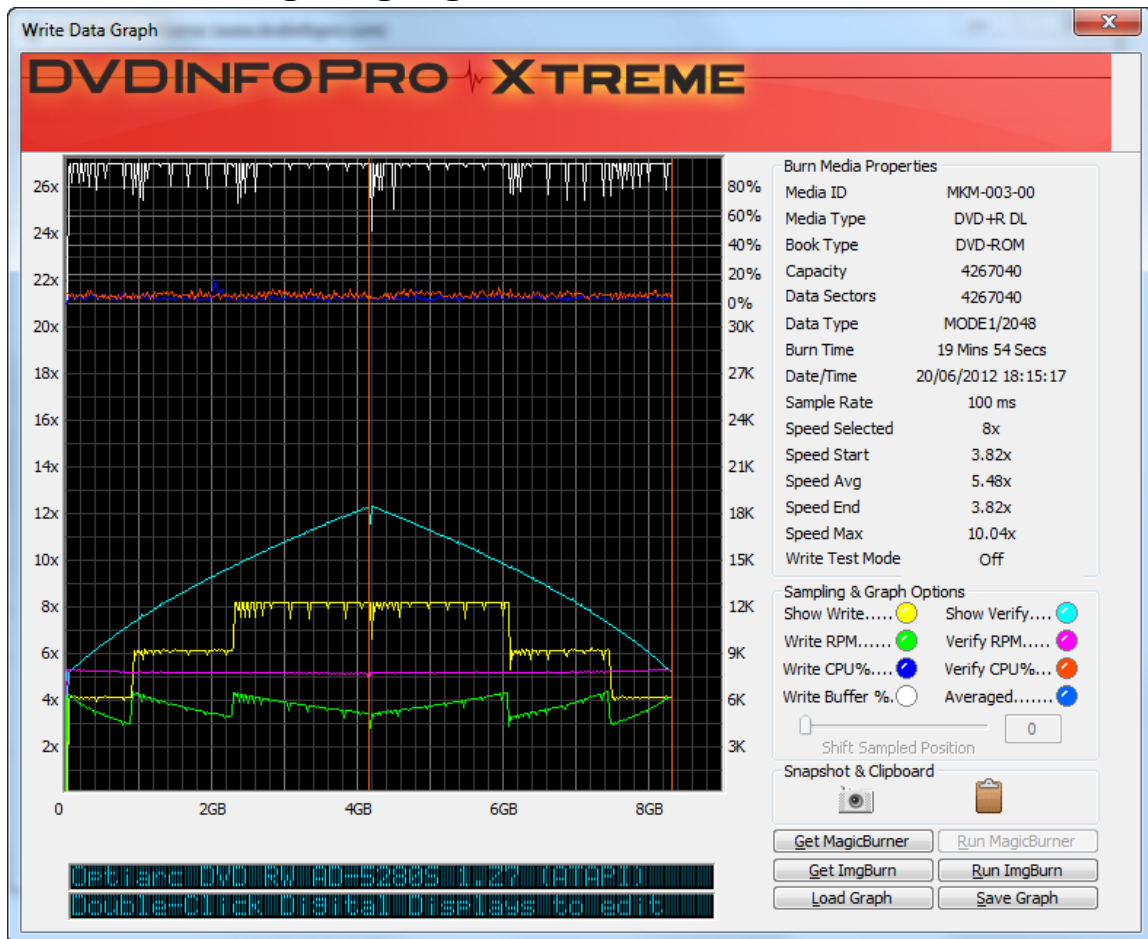 Write Data Graph
DVDINFOPRO XTREME
26x
24x
22x
20x
18x
16x
14x
12x
10x
8x
6x
4x
2x
80%
60%
40%
20%
0%
30K
27K
24K
21K
18K
15K
12K
9K
6K
3K
0 2GB 4GB 6GB 8GB
Optiarc DVD RW AD-5280S 1.27 (ATAPI)
Double-Click Digital Displays to edit
Burn Media Properties
Media ID MKM-003-00
Media Type DVD+R DL
Book Type DVD-ROM
Capacity 4267040
Data Sectors 4267040
Data Type MODE1/2048
Burn Time 19 Mins 54 Secs
Date/Time 20/06/2012 18:15:17
Sample Rate 100 ms
Speed Selected 8x
Speed Start 3.82x
Speed Avg 5.48x
Speed End 3.82x
Speed Max 10.04x
Write Test Mode Off
Sampling & Graph Options
Show Write..... Show Verify....
Write RPM...... Verify RPM.....
Write CPU%.... Verify CPU%...
Write Buffer %. Averaged.......
0
Shift Sampled Position
Snapshot & Clipboard
Get MagicBurner Run MagicBurner
Get ImgBurn Run ImgBurn
Load Graph Save Graph